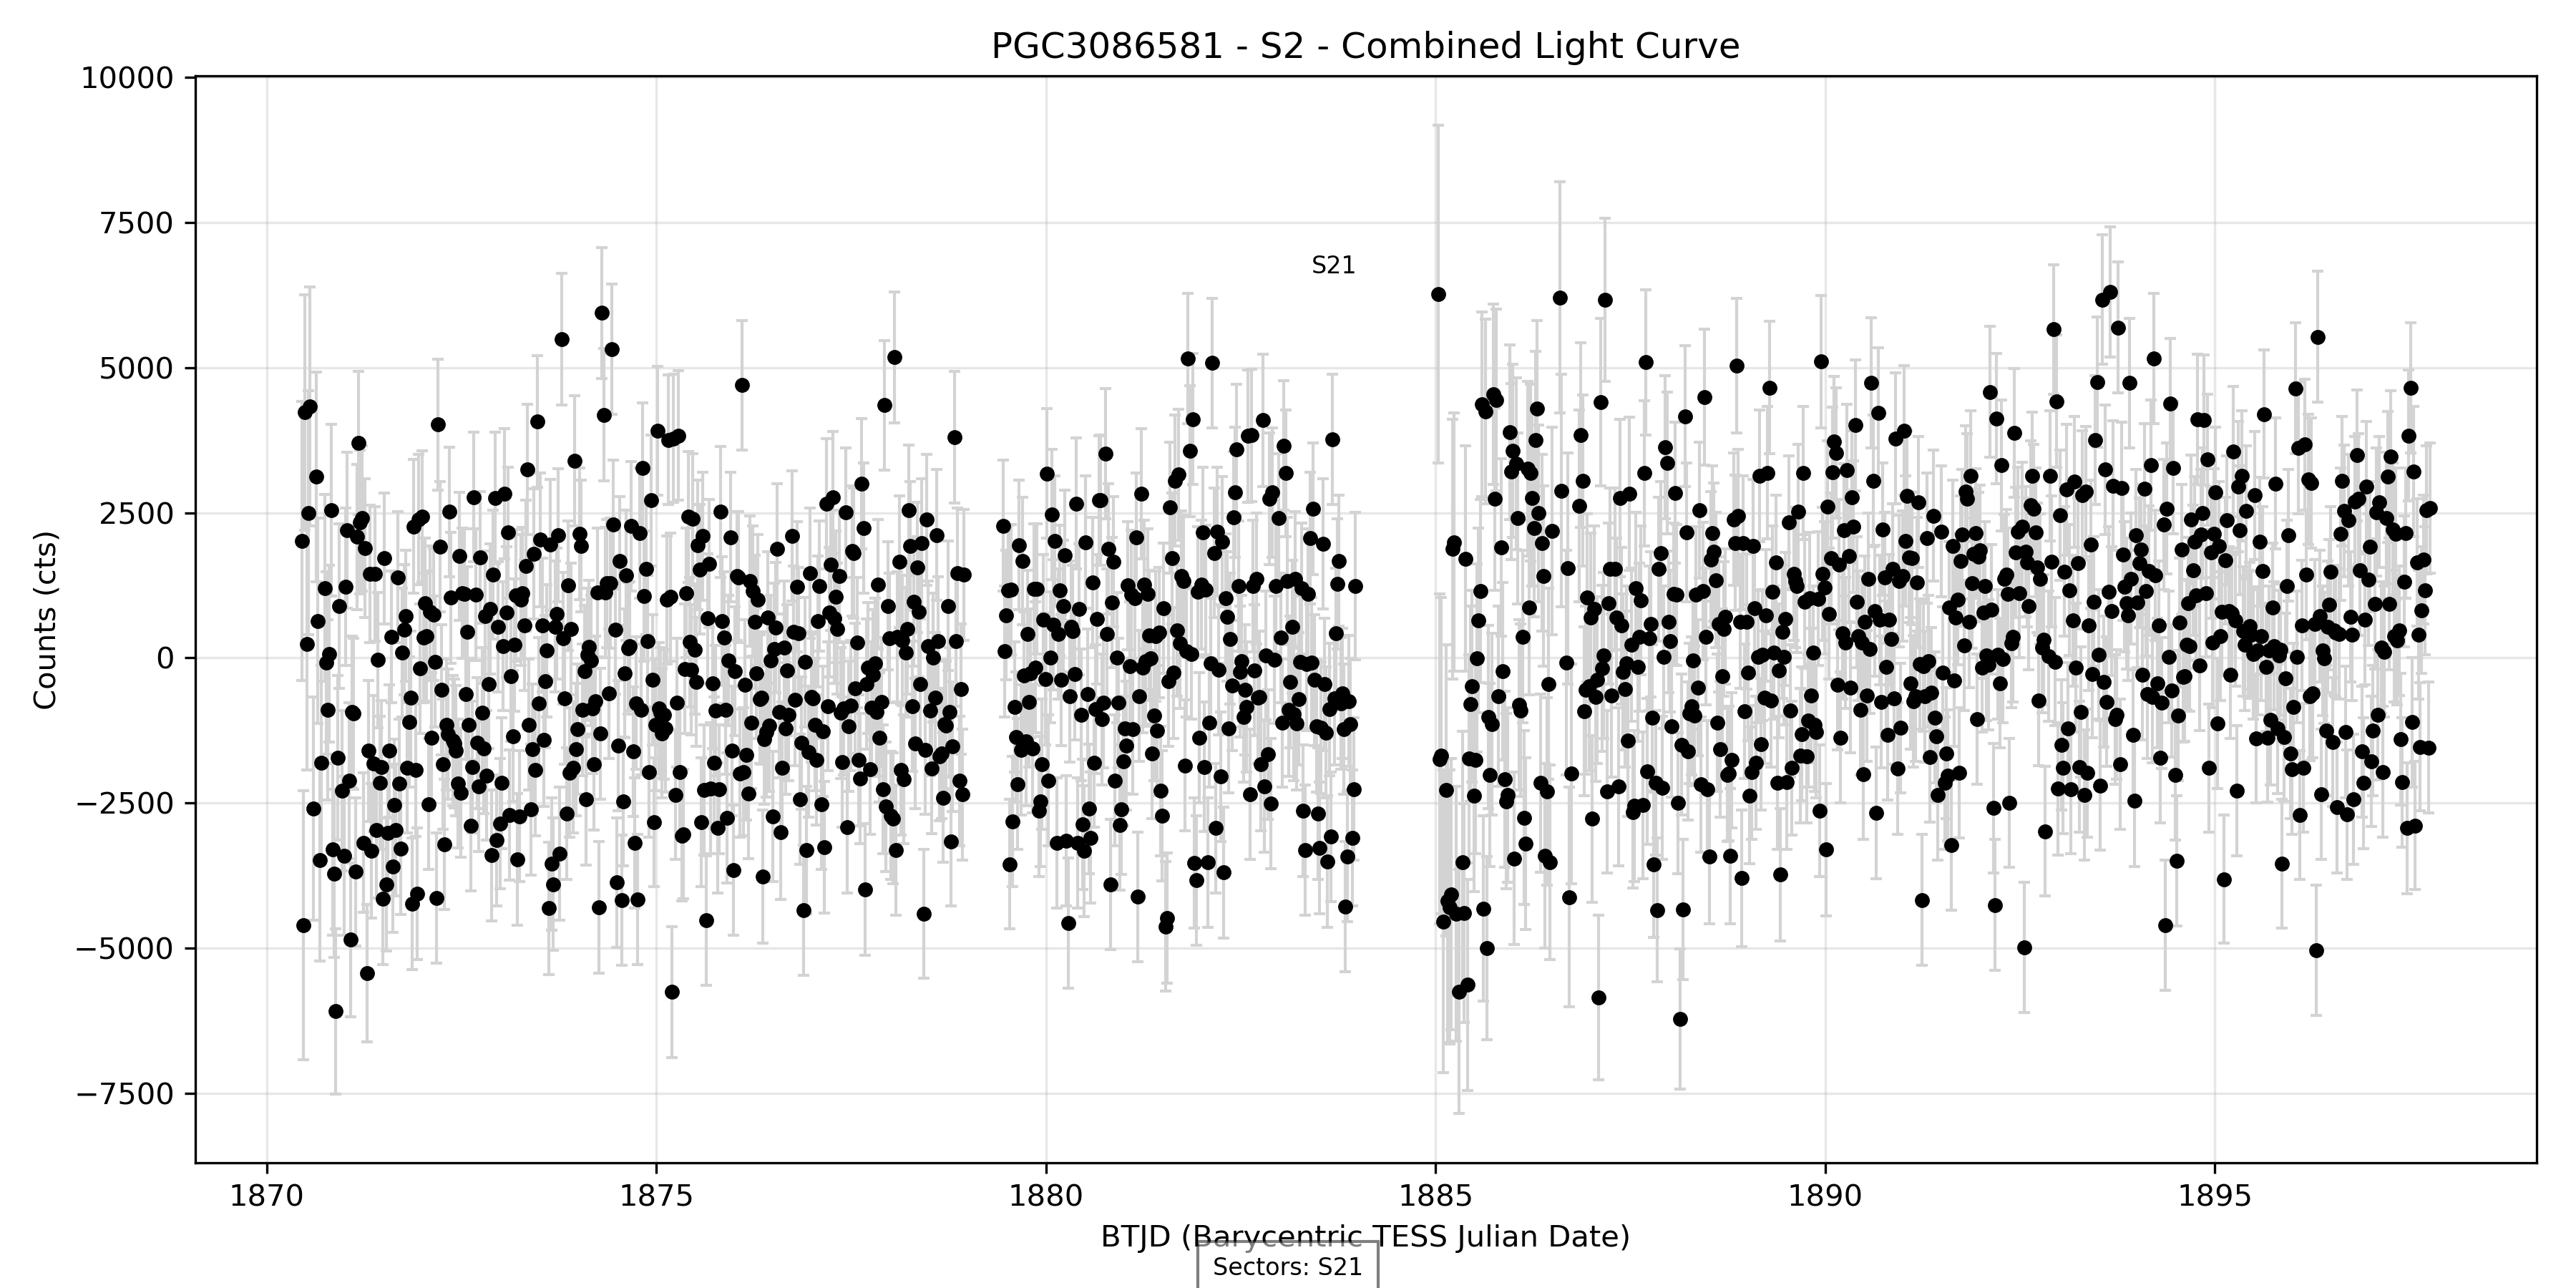 PGC3086581 - S2 - Combined Light Curve
10000
7500
5000
2500
0
−2500
−5000
−7500
Counts (cts)
S21
1870 1875 1880 1885 1890 1895
BTJD (Barycentric TESS Julian Date)
Sectors: S21